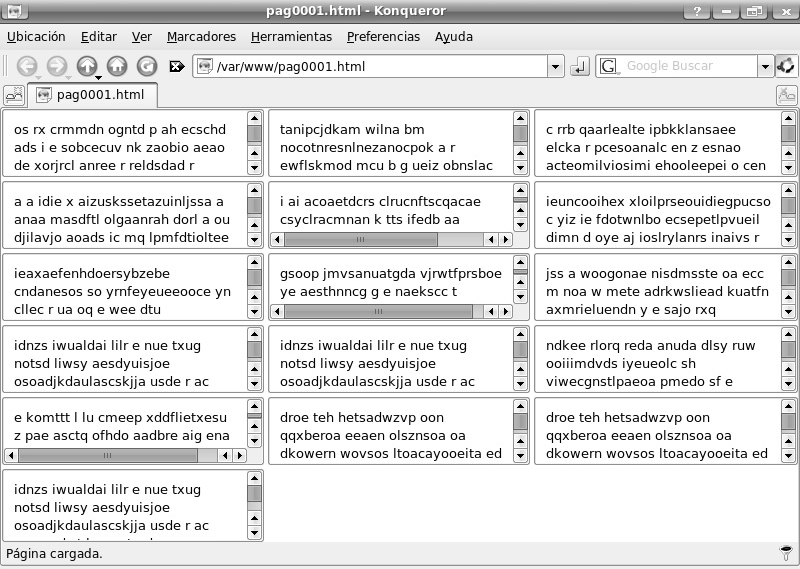 pag0001.html - Konqueror
Ubicación Editar Ver Marcadores Herramientas Preferencias Ayuda
/var/www/pag0001.html
Google Buscar
pag0001.html
os rx crmmdn ogntd p ah ecschd
ads i e sobcecuv nk zaobio aeao
de xorjrcl anree r reldsdad r
tanipcjdkam wilna bm
nocotnresnlnezanocpok a r
ewflskmod mcu b g ueiz obnslac
c rrb qaarlealte ipbkklansaee
elcka r pcesoanalc en z ensao
acteomilviosimi ehooleepei o cen
a a idie x aizuskssetazuinljssa a
anaa masdftl olgaanrah dorl a ou
djilavjo aoads ic mq lpmfdtioltee
i ai acoaetdcrs clrucnftscqacae
csyclracmnan k tts ifedb aa
ieuncooihex xloilprseouidiegpucso
c yiz ie fdotwnlbo ecsepetlpvueil
dimn d oye aj ioslrylanrs inaivs r
ieaxaefenhdoersybzebe
cndanesos so yrnfeyeueeooce yn
cllec r ua oq e wee dtu
gsoop jmvsanuatgda vjrwtfprsboe
ye aesthnncg g e naekscc t
jss a woogonae nisdmsste oa ecc
m noa w mete adrkwsliead kuatfn
axmrieluendn y e sajo rxq
idnzs iwualdai lilr e nue txug
notsd liwsy aesdyuisjoe
osoadjkdaulascskjja usde r ac
idnzs iwualdai lilr e nue txug
notsd liwsy aesdyuisjoe
osoadjkdaulascskjja usde r ac
ndkee rlorq reda anuda dlsy ruw
ooiiimdvds iyeueolc sh
viwecgnstlpaeoa pmedo sf e
e komttt l lu cmeep xddflietxesu
z pae asctq ofhdo aadbre aig ena
droe teh hetsadwzvp oon
qqxberoa eeaen olsznsoa oa
dkowern wovsos ltoacayooeita ed
droe teh hetsadwzvp oon
qqxberoa eeaen olsznsoa oa
dkowern wovsos ltoacayooeita ed
idnzs iwualdai lilr e nue txug
notsd liwsy aesdyuisjoe
osoadjkdaulascskjja usde r ac
Página cargada.